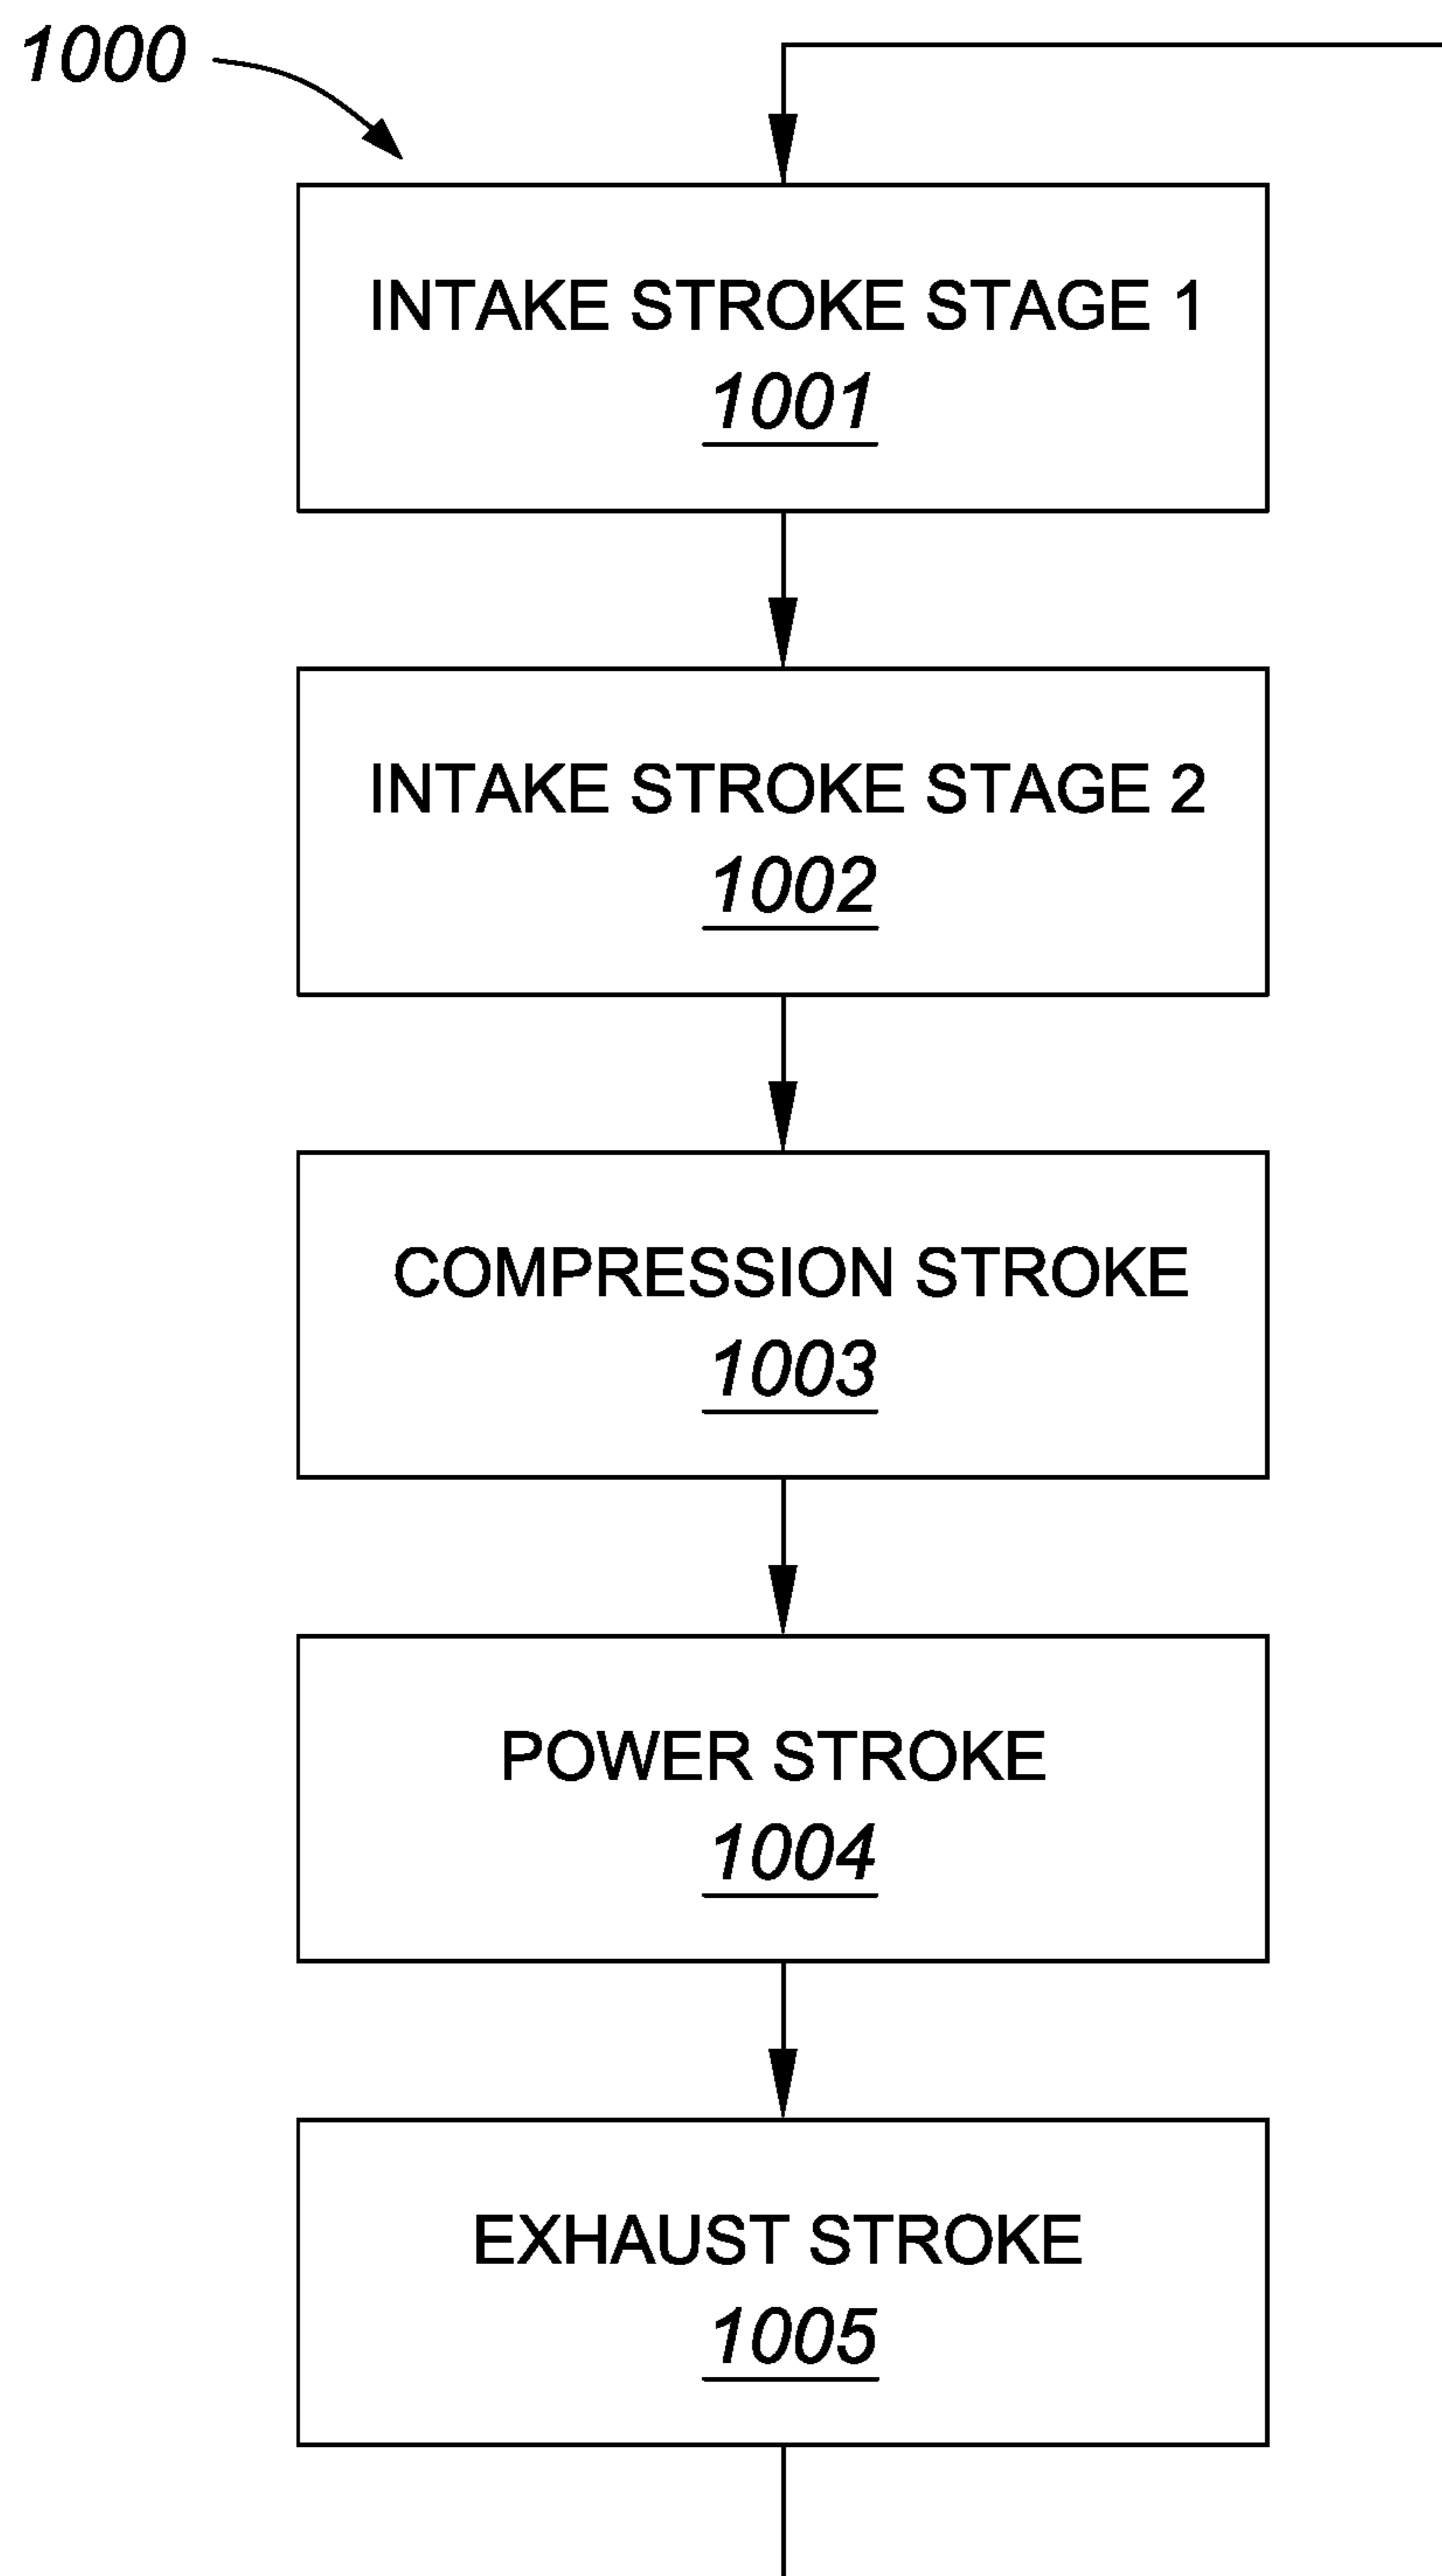 1000
INTAKE STROKE STAGE 1
1001
INTAKE STROKE STAGE 2
1002
COMPRESSION STROKE
1003
POWER STROKE
1004
EXHAUST STROKE
1005